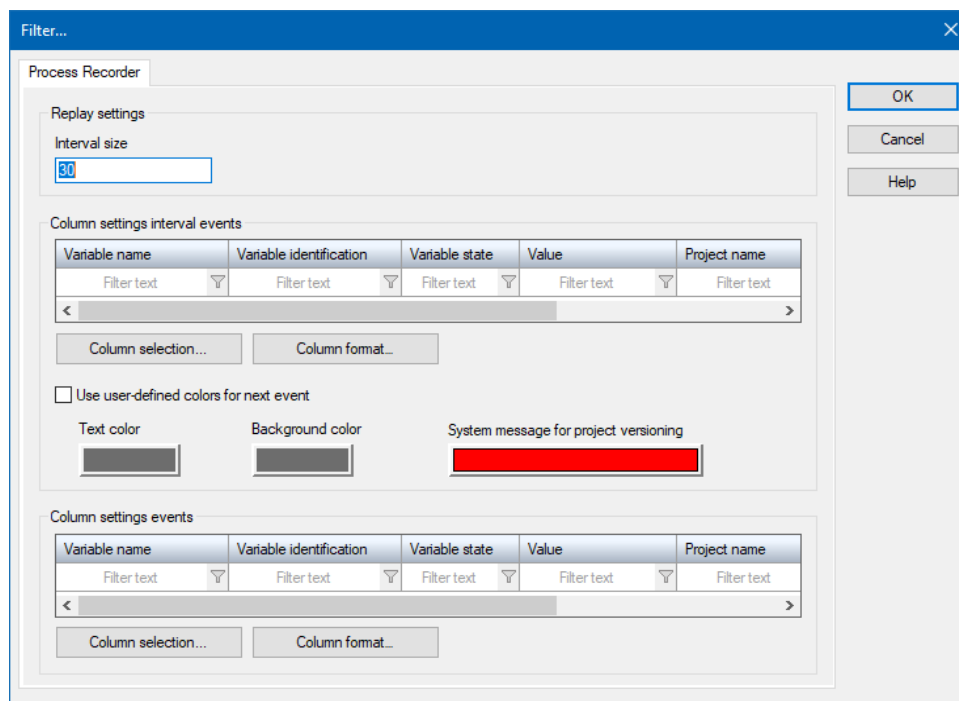 Filter...
Process Recorder
OK
Cancel
Help
Replay settings
Interval size
30
Column settings interval events
Variable name Variable identification Variable state Value Project name
Filter text Filter text Filter text Filter text Filter text
Column selection... Column format...
Use user-defined colors for next event
Text color Background color System message for project versioning
Column settings events
Variable name Variable identification Variable state Value Project name
Filter text Filter text Filter text Filter text Filter text
Column selection... Column format...